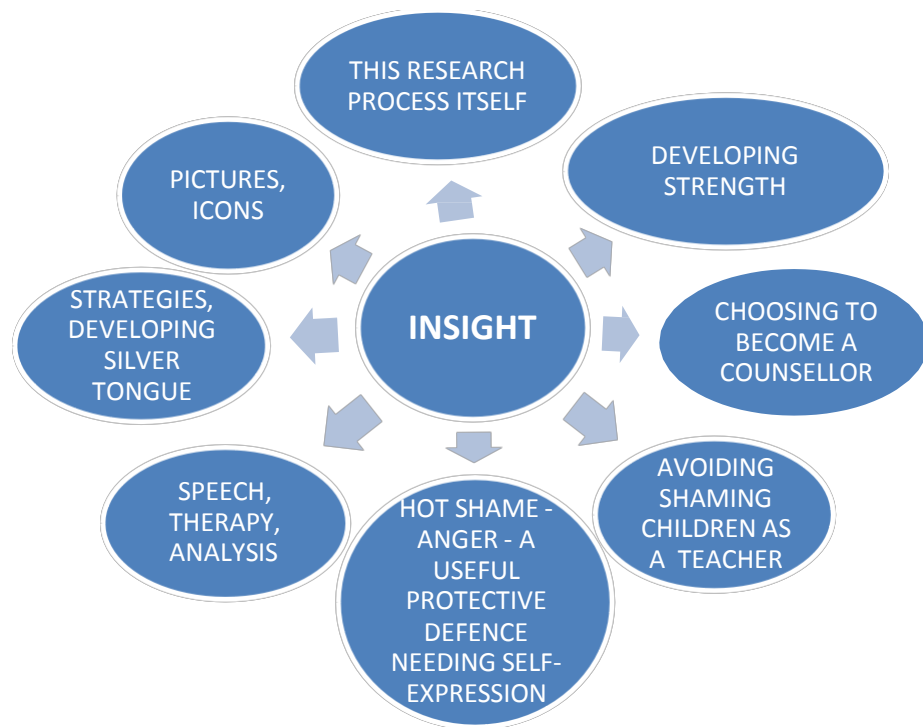 THIS RESEARCH
PROCESS ITSELF
DEVELOPING
STRENGTH
CHOOSING TO
BECOME A
COUNSELLOR
AVOIDING
SHAMING
CHILDREN AS
A TEACHER
HOT SHAME -
ANGER - A
USEFUL
PROTECTIVE
DEFENCE
NEEDING SELF-
EXPRESSION
SPEECH,
THERAPY,
ANALYSIS
STRATEGIES,
DEVELOPING
SILVER
TONGUE
PICTURES,
ICONS
INSIGHT